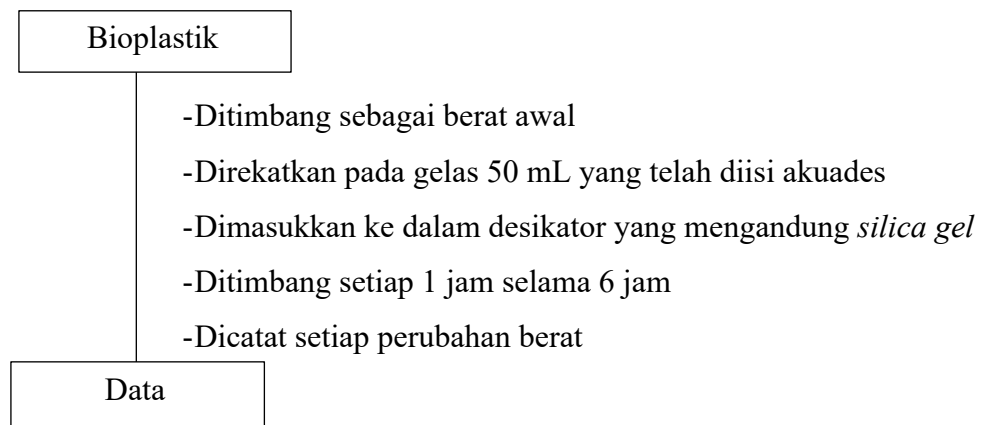 Bioplastik
-Ditimbang sebagai berat awal
-Direkatkan pada gelas 50 mL yang telah diisi akuades
-Dimasukkan ke dalam desikator yang mengandung silica gel
-Ditimbang setiap 1 jam selama 6 jam
-Dicatat setiap perubahan berat
Data